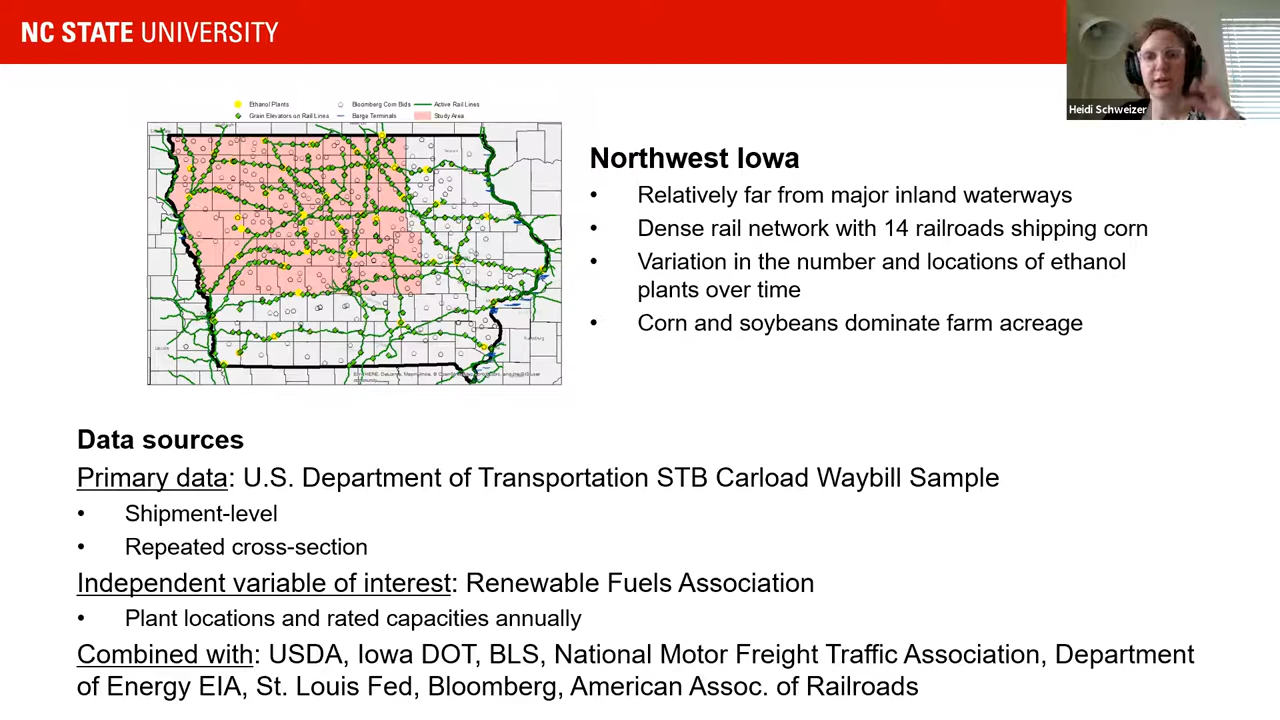 NC STATE UNIVERSITY
Heidi Schweizer
Ethanol Plants
Bloomberg Corn Bids
Active Rail Lines
Grain Elevators on Rail Lines
Barge Terminals
Study Area
Northwest Iowa
• Relatively far from major inland waterways
• Dense rail network with 14 railroads shipping corn
• Variation in the number and locations of ethanol
plants over time
• Corn and soybeans dominate farm acreage
Data sources
Primary data: U.S. Department of Transportation STB Carload Waybill Sample
• Shipment-level
• Repeated cross-section
Independent variable of interest: Renewable Fuels Association
• Plant locations and rated capacities annually
Combined with: USDA, Iowa DOT, BLS, National Motor Freight Traffic Association, Department
of Energy EIA, St. Louis Fed, Bloomberg, American Assoc. of Railroads